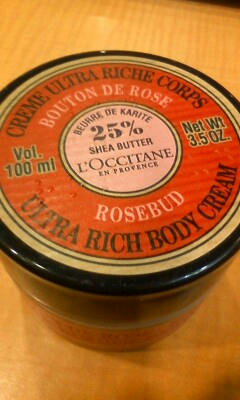 CREME ULTRA RICHE CORPS
BOUTON DE ROSE
BEURRE DE KARITE
25%
SHEA BUTTER
L'OCCITANE
EN PROVENCE
Vol.
100 ml
Net Wt.
3.5 OZ.
ROSEBUD
ULTRA RICH BODY CREAM